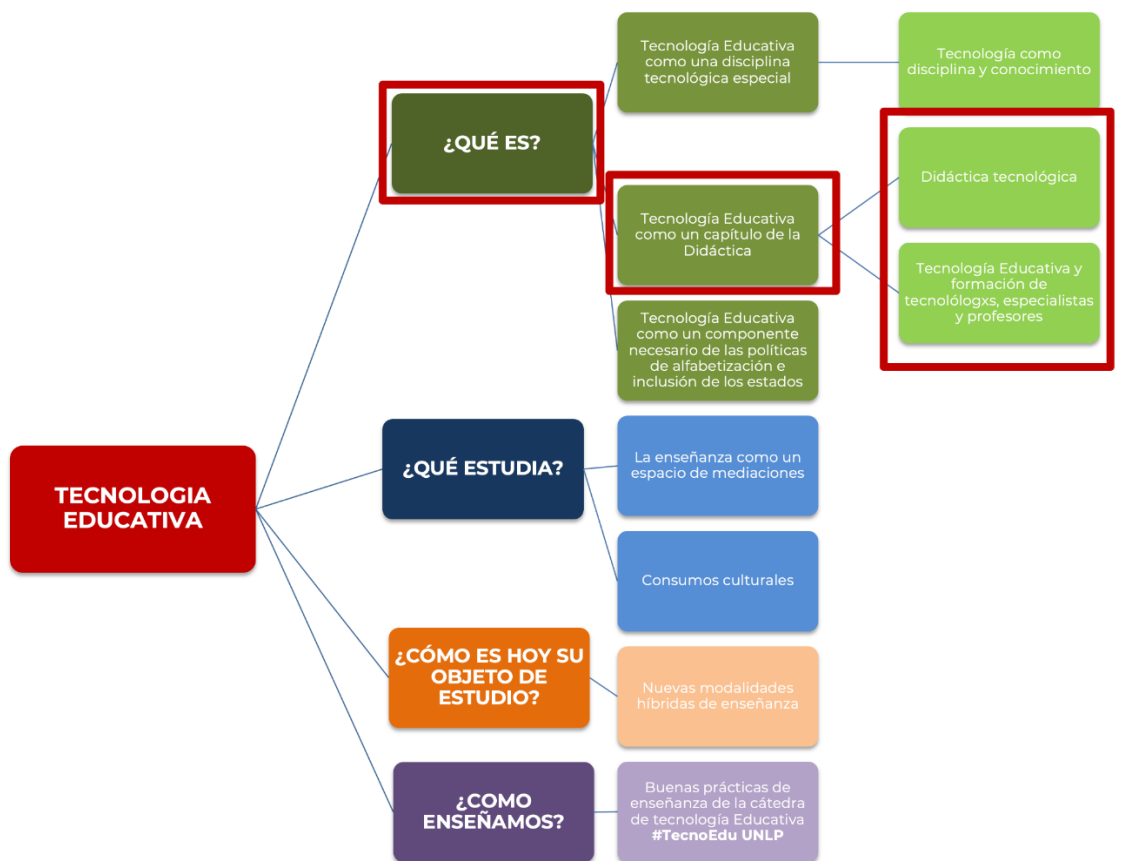 TECNOLOGIA
EDUCATIVA
¿QUÉ ES?
Tecnología Educativa
como una disciplina
tecnológica especial
Tecnología como
disciplina y conocimiento
Tecnología Educativa
como un capítulo de la
Didáctica
Didáctica tecnológica
Tecnología Educativa y
formación de
tecnolólogxs, especialistas
y profesores
Tecnología Educativa
como un componente
necesario de las políticas
de alfabetización e
inclusión de los estados
¿QUÉ ESTUDIA?
La enseñanza como un
espacio de mediaciones
Consumos culturales
¿CÓMO ES HOY SU
OBJETO DE
ESTUDIO?
Nuevas modalidades
híbridas de enseñanza
¿COMO
ENSEÑAMOS?
Buenas prácticas de
enseñanza de la cátedra
de tecnología Educativa
#TecnoEdu UNLP